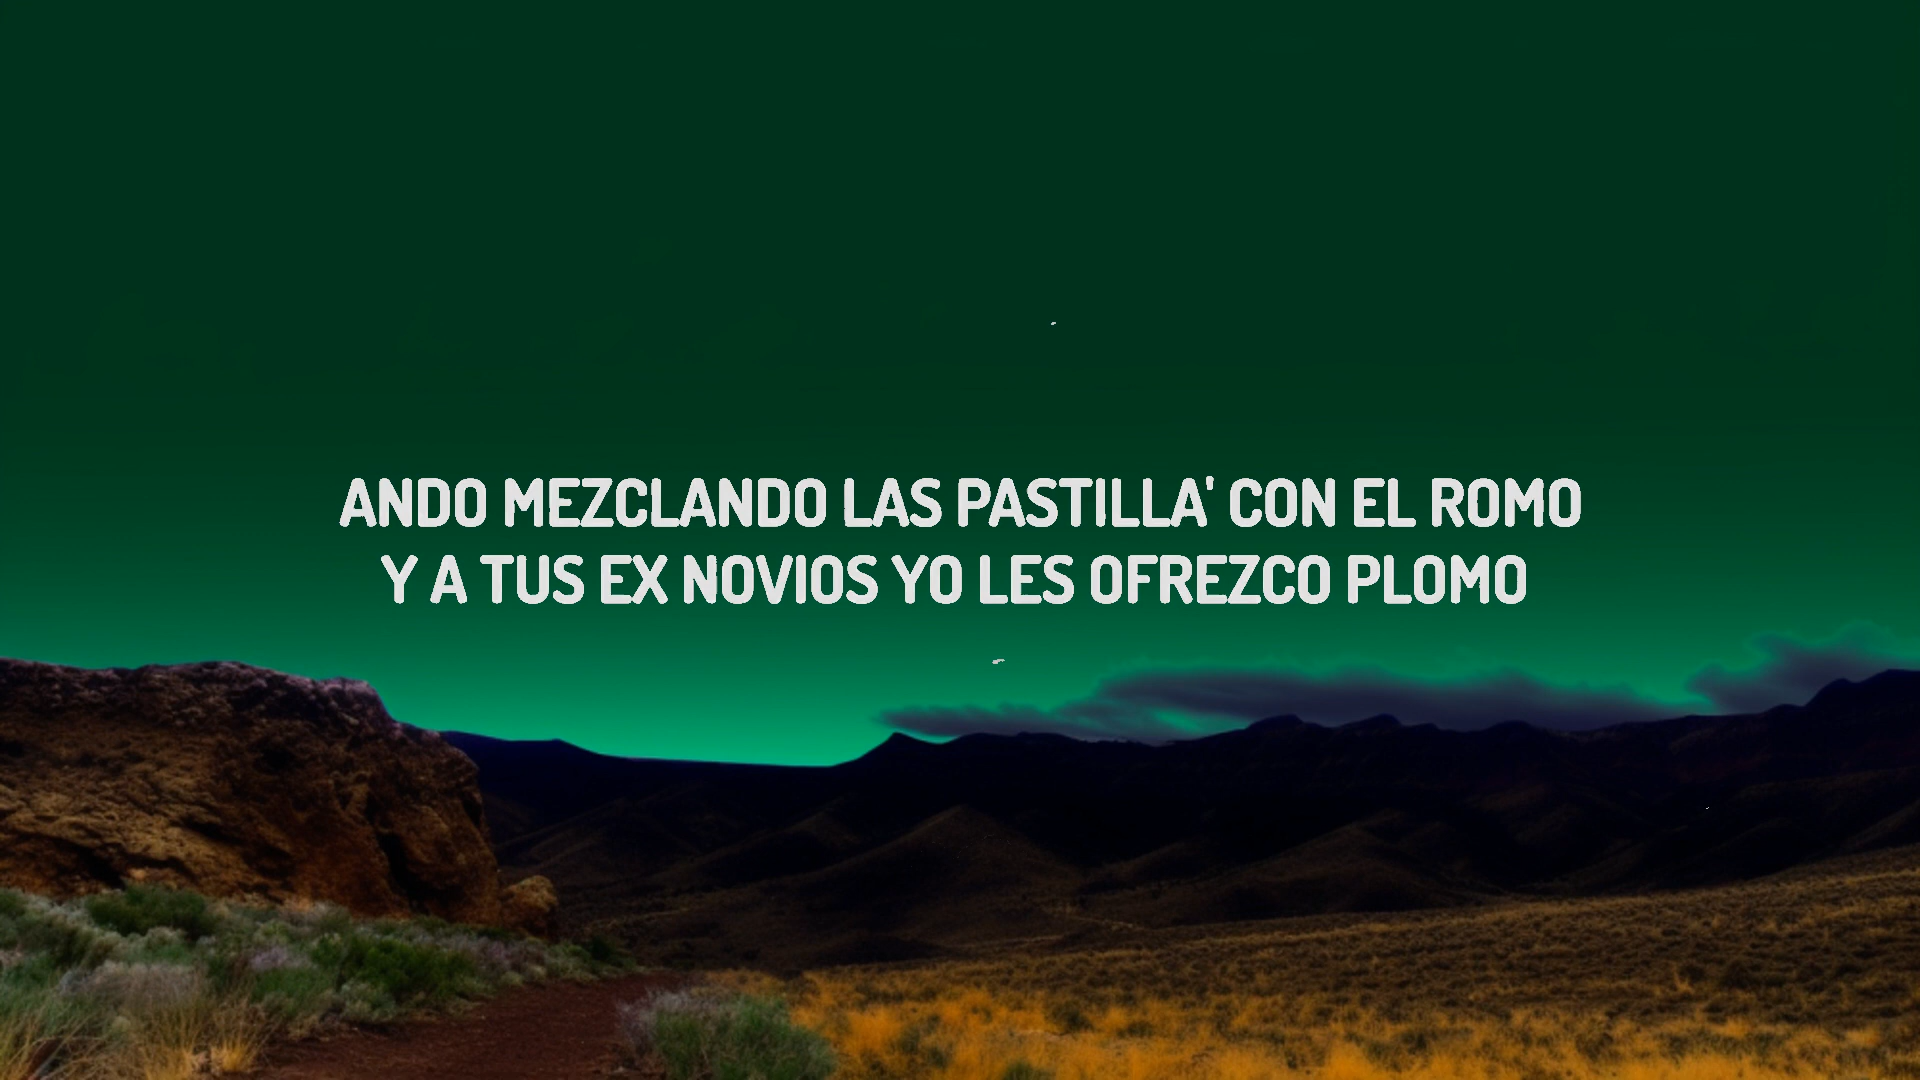 ANDO MEZCLANDO LAS PASTILLA' CON EL ROMO
Y A TUS EX NOVIOS YO LES OFREZCO PLOMO